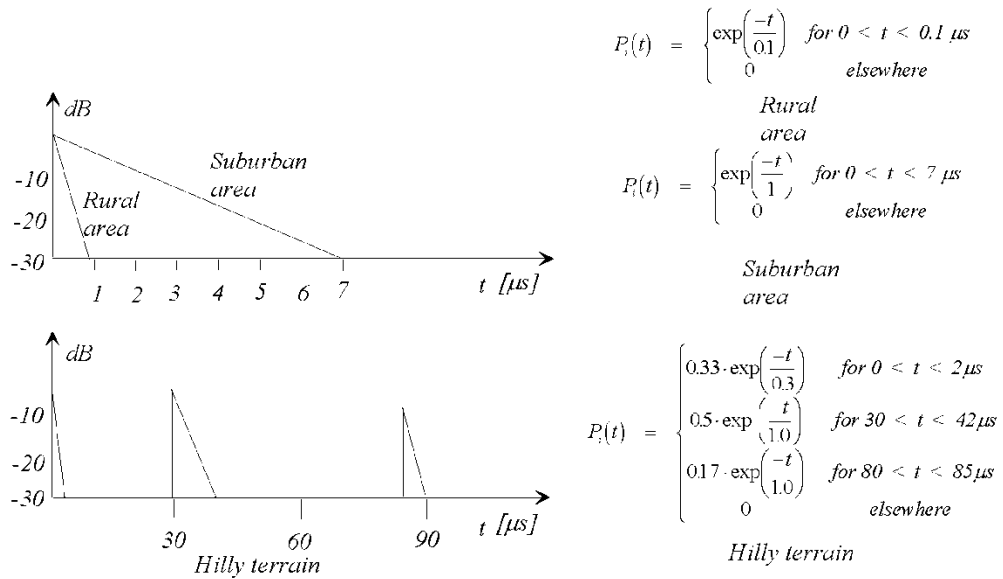 dB
-10
-20
-30
Rural
area
Suburban
area
1 2 3 4 5 6 7 t [μs]
P_i(t) = { exp(-t/0.1) for 0 < t < 0.1 μs
0 elsewhere
Rural
area
P_i(t) = { exp(-t/1) for 0 < t < 7 μs
0 elsewhere
Suburban
area
dB
-10
-20
-30
30 60 90 t [μs]
Hilly terrain
P_i(t) = { 0.33·exp(-t/0.3) for 0 < t < 2μs
0.5·exp(t/1.0) for 30 < t < 42μs
0.17·exp(-t/1.0) for 80 < t < 85μs
0 elsewhere
Hilly terrain